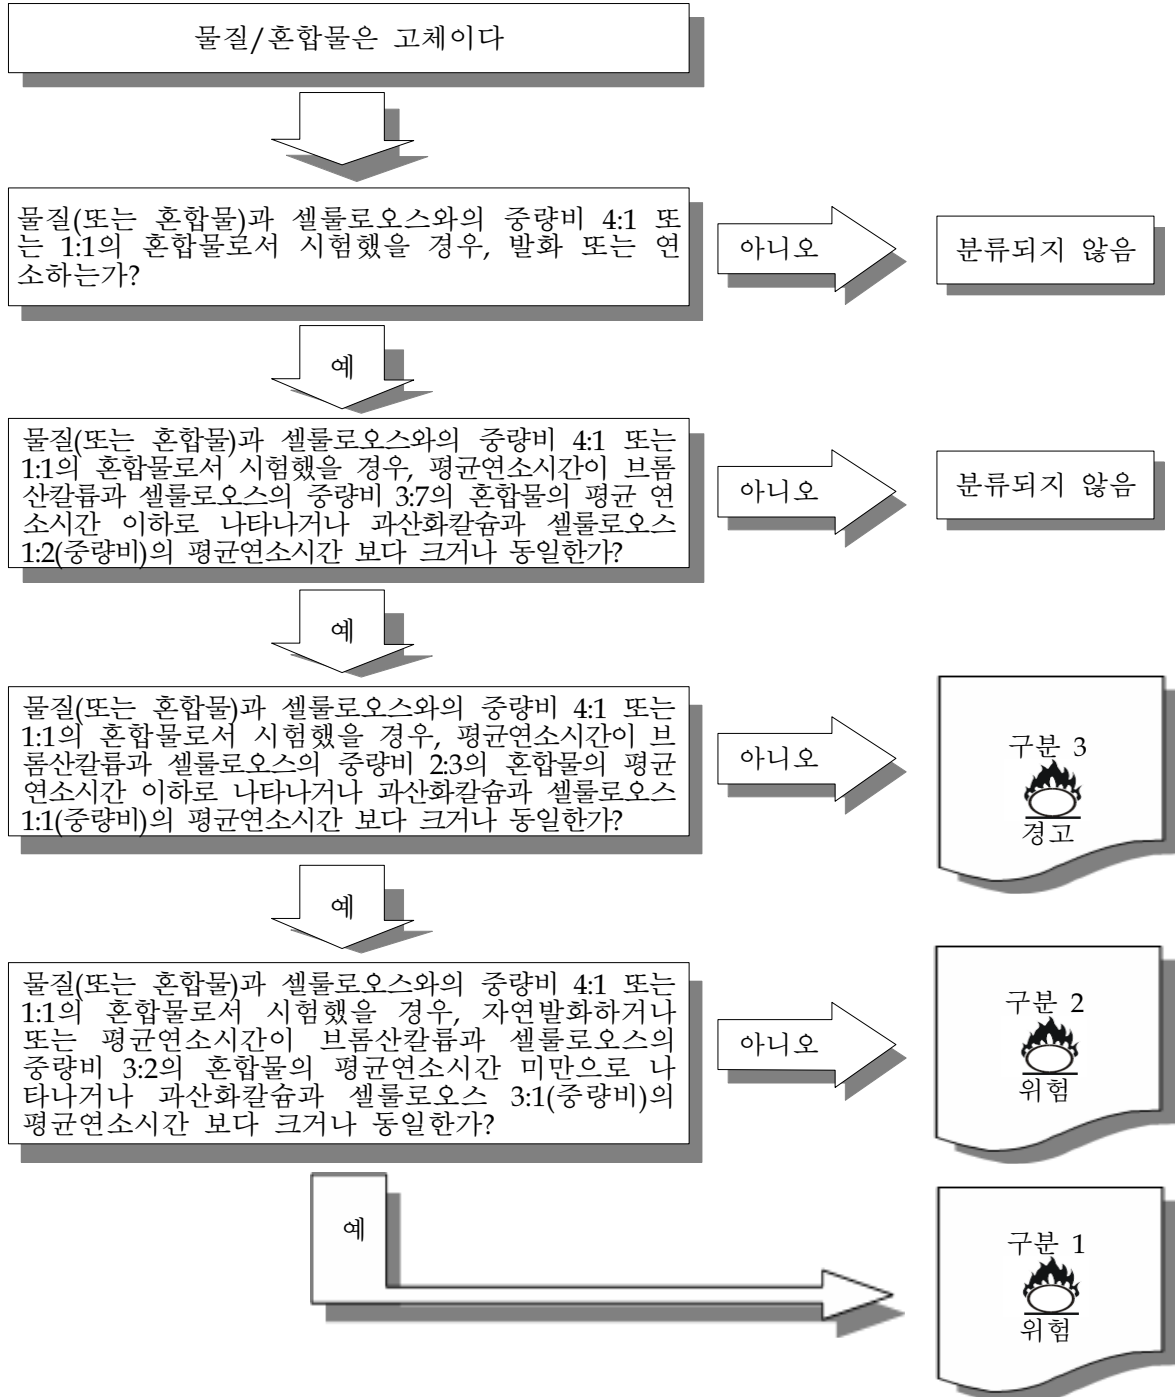 물질/혼합물은 고체이다
물질(또는 혼합물)과 셀룰로오스와의 중량비 4:1 또
는 1:1의 혼합물로서 시험했을 경우, 발화 또는 연
소하는가?
아니오
분류되지 않음
예
물질(또는 혼합물)과 셀룰로오스와의 중량비 4:1 또는
1:1의 혼합물로서 시험했을 경우, 평균연소시간이 브롬
산칼륨과 셀룰로오스의 중량비 3:7의 혼합물의 평균 연
소시간 이하로 나타나거나 과산화칼슘과 셀룰로오스
1:2(중량비)의 평균연소시간 보다 크거나 동일한가?
아니오
분류되지 않음
예
물질(또는 혼합물)과 셀룰로오스와의 중량비 4:1 또는
1:1의 혼합물로서 시험했을 경우, 평균연소시간이 브
롬산칼륨과 셀룰로오스의 중량비 2:3의 혼합물의 평균
연소시간 이하로 나타나거나 과산화칼슘과 셀룰로오스
1:1(중량비)의 평균연소시간 보다 크거나 동일한가?
아니오
구분 3
경고
예
물질(또는 혼합물)과 셀룰로오스와의 중량비 4:1 또는
1:1의 혼합물로서 시험했을 경우, 자연발화하거나
또는 평균연소시간이 브롬산칼륨과 셀룰로오스의
중량비 3:2의 혼합물의 평균연소시간 미만으로 나
타나거나 과산화칼슘과 셀룰로오스 3:1(중량비)의
평균연소시간 보다 크거나 동일한가?
아니오
구분 2
위험
예
구분 1
위험